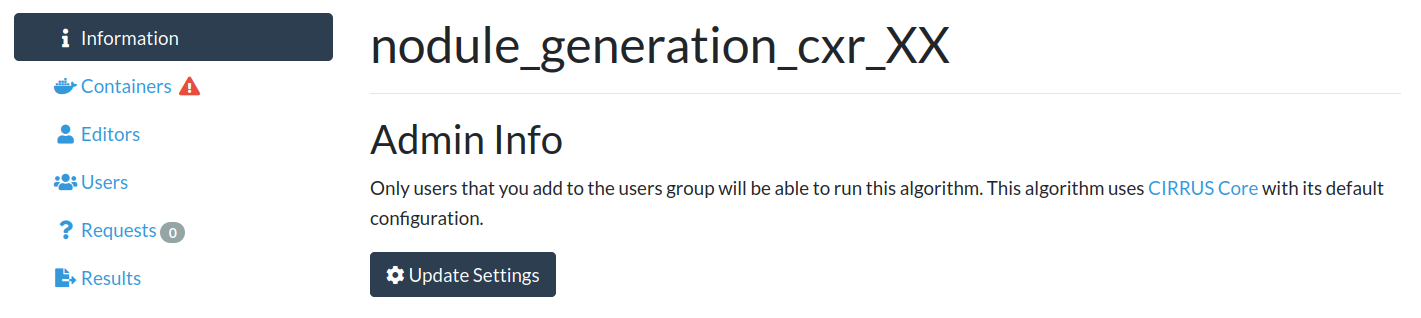 Information
Containers
Editors
Users
Requests 0
Results
nodule_generation_cxr_XX
Admin Info
Only users that you add to the users group will be able to run this algorithm. This algorithm uses CIRRUS Core with its default
configuration.
Update Settings